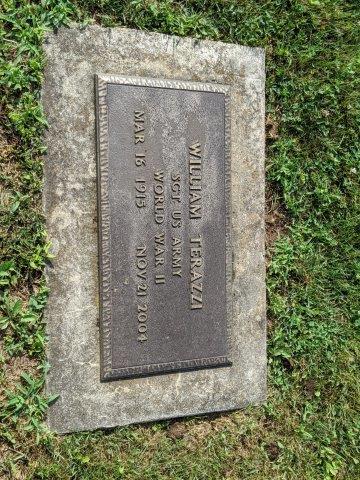 WILLIAM TERAZZI
SGT US ARMY
WORLD WAR II
MAR 16 1915 NOV 21 2004